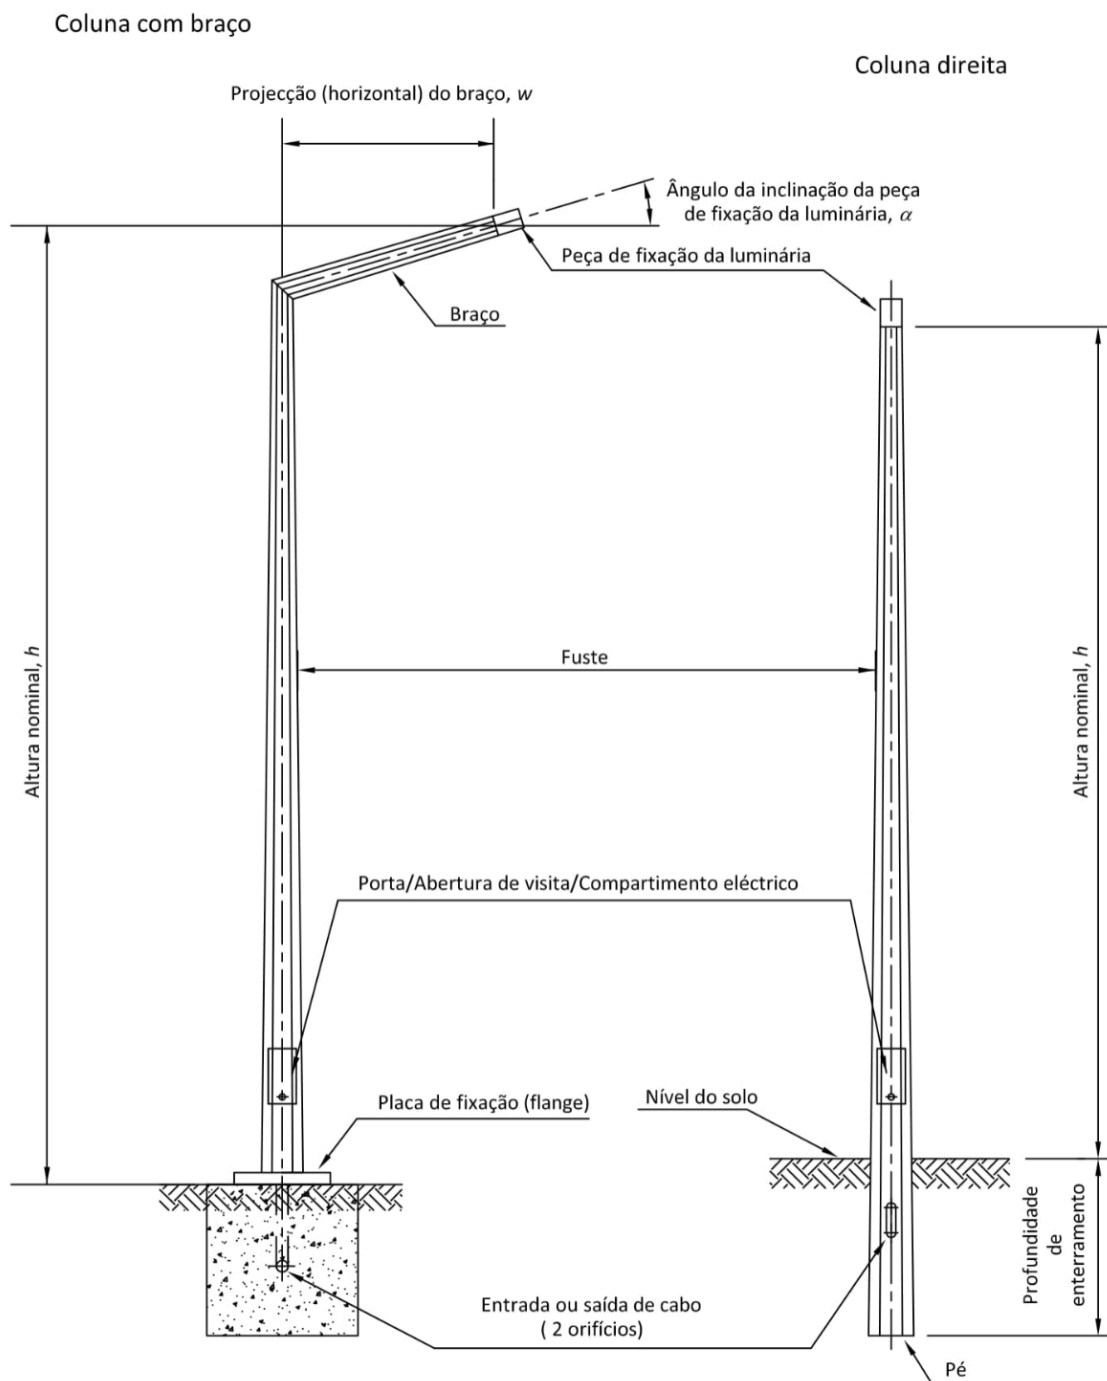 Coluna com braço
Coluna direita
Projecção (horizontal) do braço, w
Ângulo da inclinação da peça
de fixação da luminária, α
Peça de fixação da luminária
Braço
Altura nominal, h
Fuste
Altura nominal, h
Porta/Abertura de visita/Compartimento eléctrico
Placa de fixação (flange)
Nível do solo
Profundidade
de
enterramento
Entrada ou saída de cabo
( 2 orifícios)
Pé